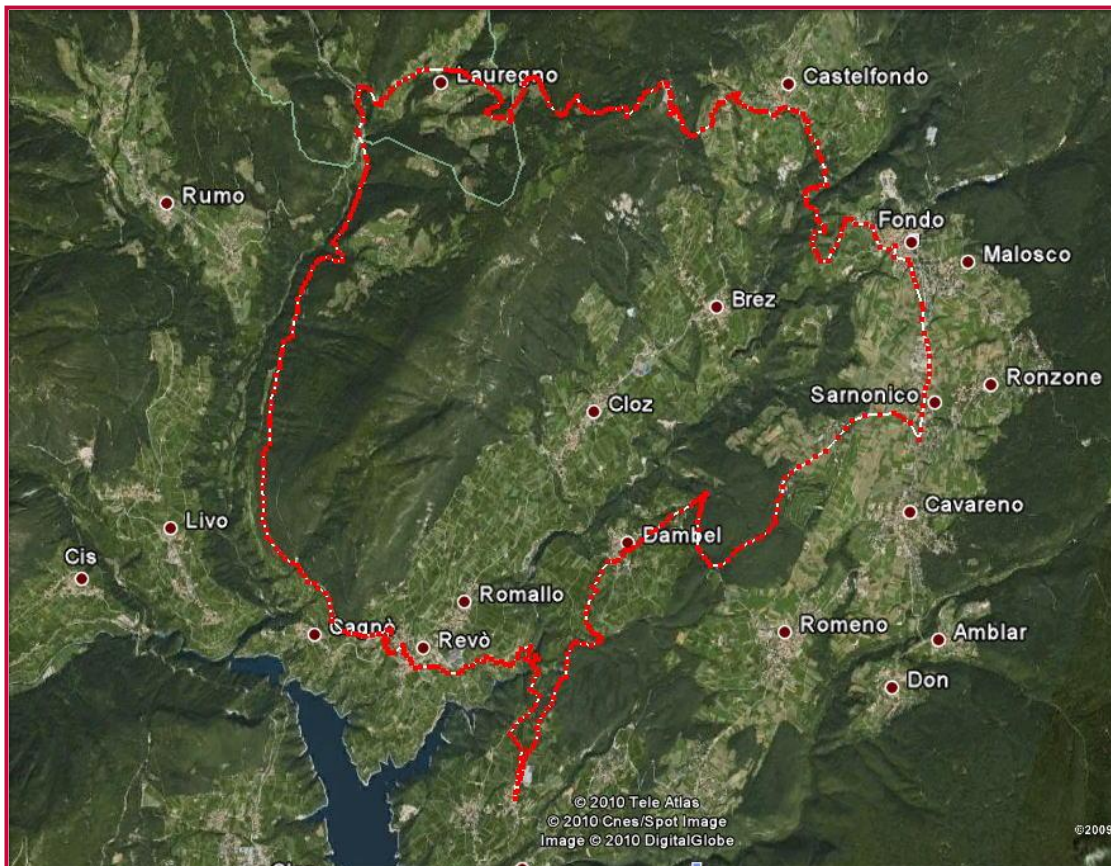 Lauregno
Castelfondo
Rumo
Fondo
Malosco
Brez
Ronzone
Sarnonico
Cloz
Cavareno
Livo
Dambel
Cis
Romallo
Cagnò
Revò
Romeno
Amblar
Don
© 2010 Tele Atlas
© 2010 Cnes/Spot Image
Image © 2010 DigitalGlobe
©2009